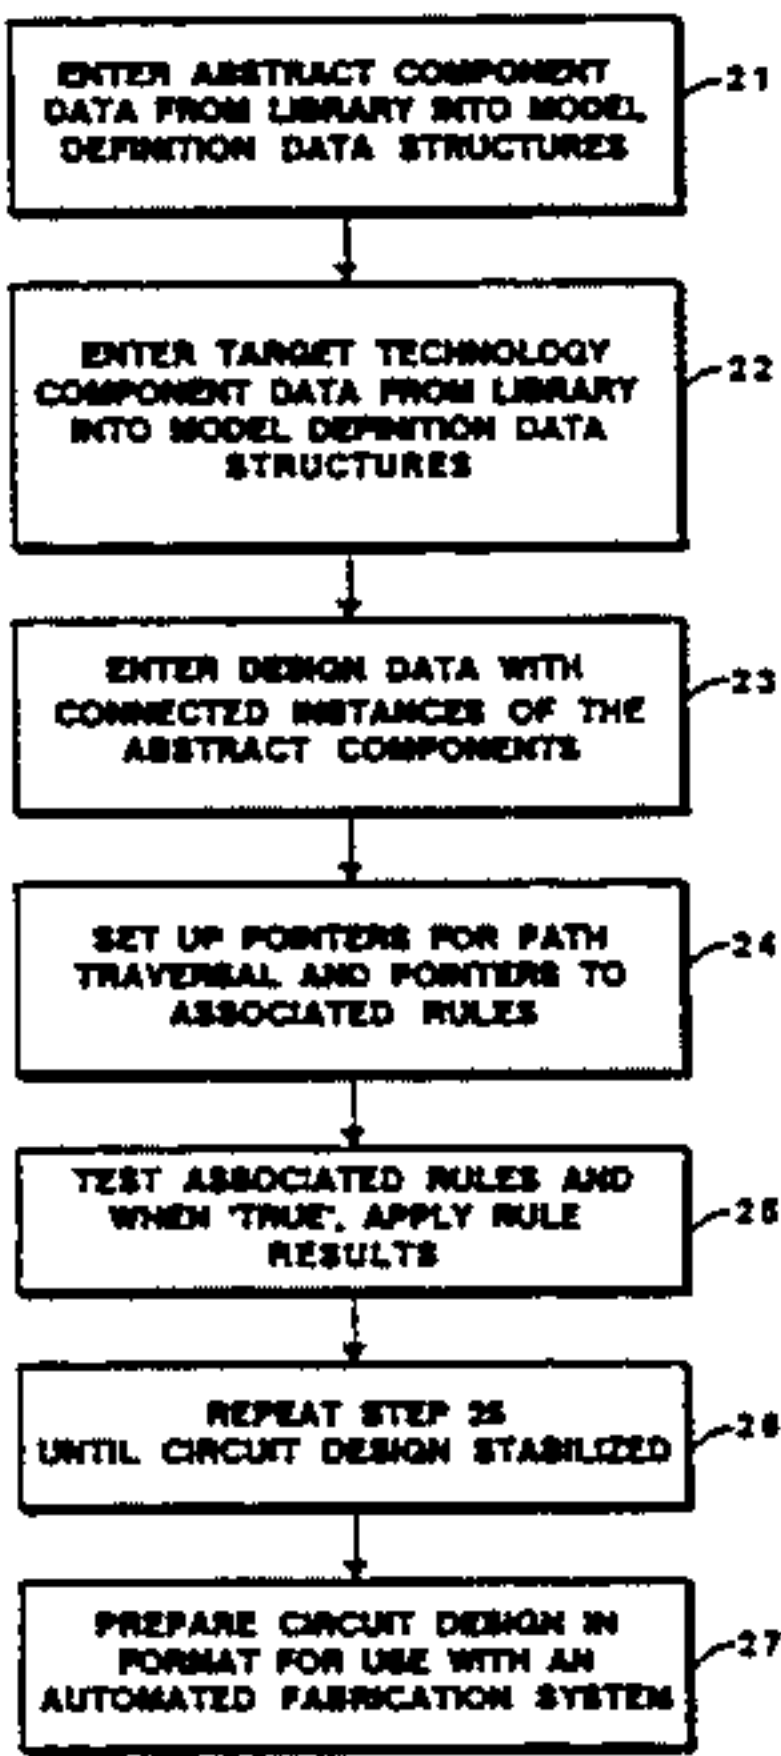 ENTER ABSTRACT COMPONENT
DATA FROM LIBRARY INTO MODEL
DEFINITION DATA STRUCTURES
21
ENTER TARGET TECHNOLOGY
COMPONENT DATA FROM LIBRARY
INTO MODEL DEFINITION DATA
STRUCTURES
22
ENTER DESIGN DATA WITH
CONNECTED INSTANCES OF THE
ABSTRACT COMPONENTS
23
SET UP POINTERS FOR PATH
TRAVERSAL AND POINTERS TO
ASSOCIATED RULES
24
TEST ASSOCIATED RULES AND
WHEN 'TRUE', APPLY RULE
RESULTS
25
REPEAT STEP 25
UNTIL CIRCUIT DESIGN STABILIZED
26
PREPARE CIRCUIT DESIGN IN
FORMAT FOR USE WITH AN
AUTOMATED FABRICATION SYSTEM
27